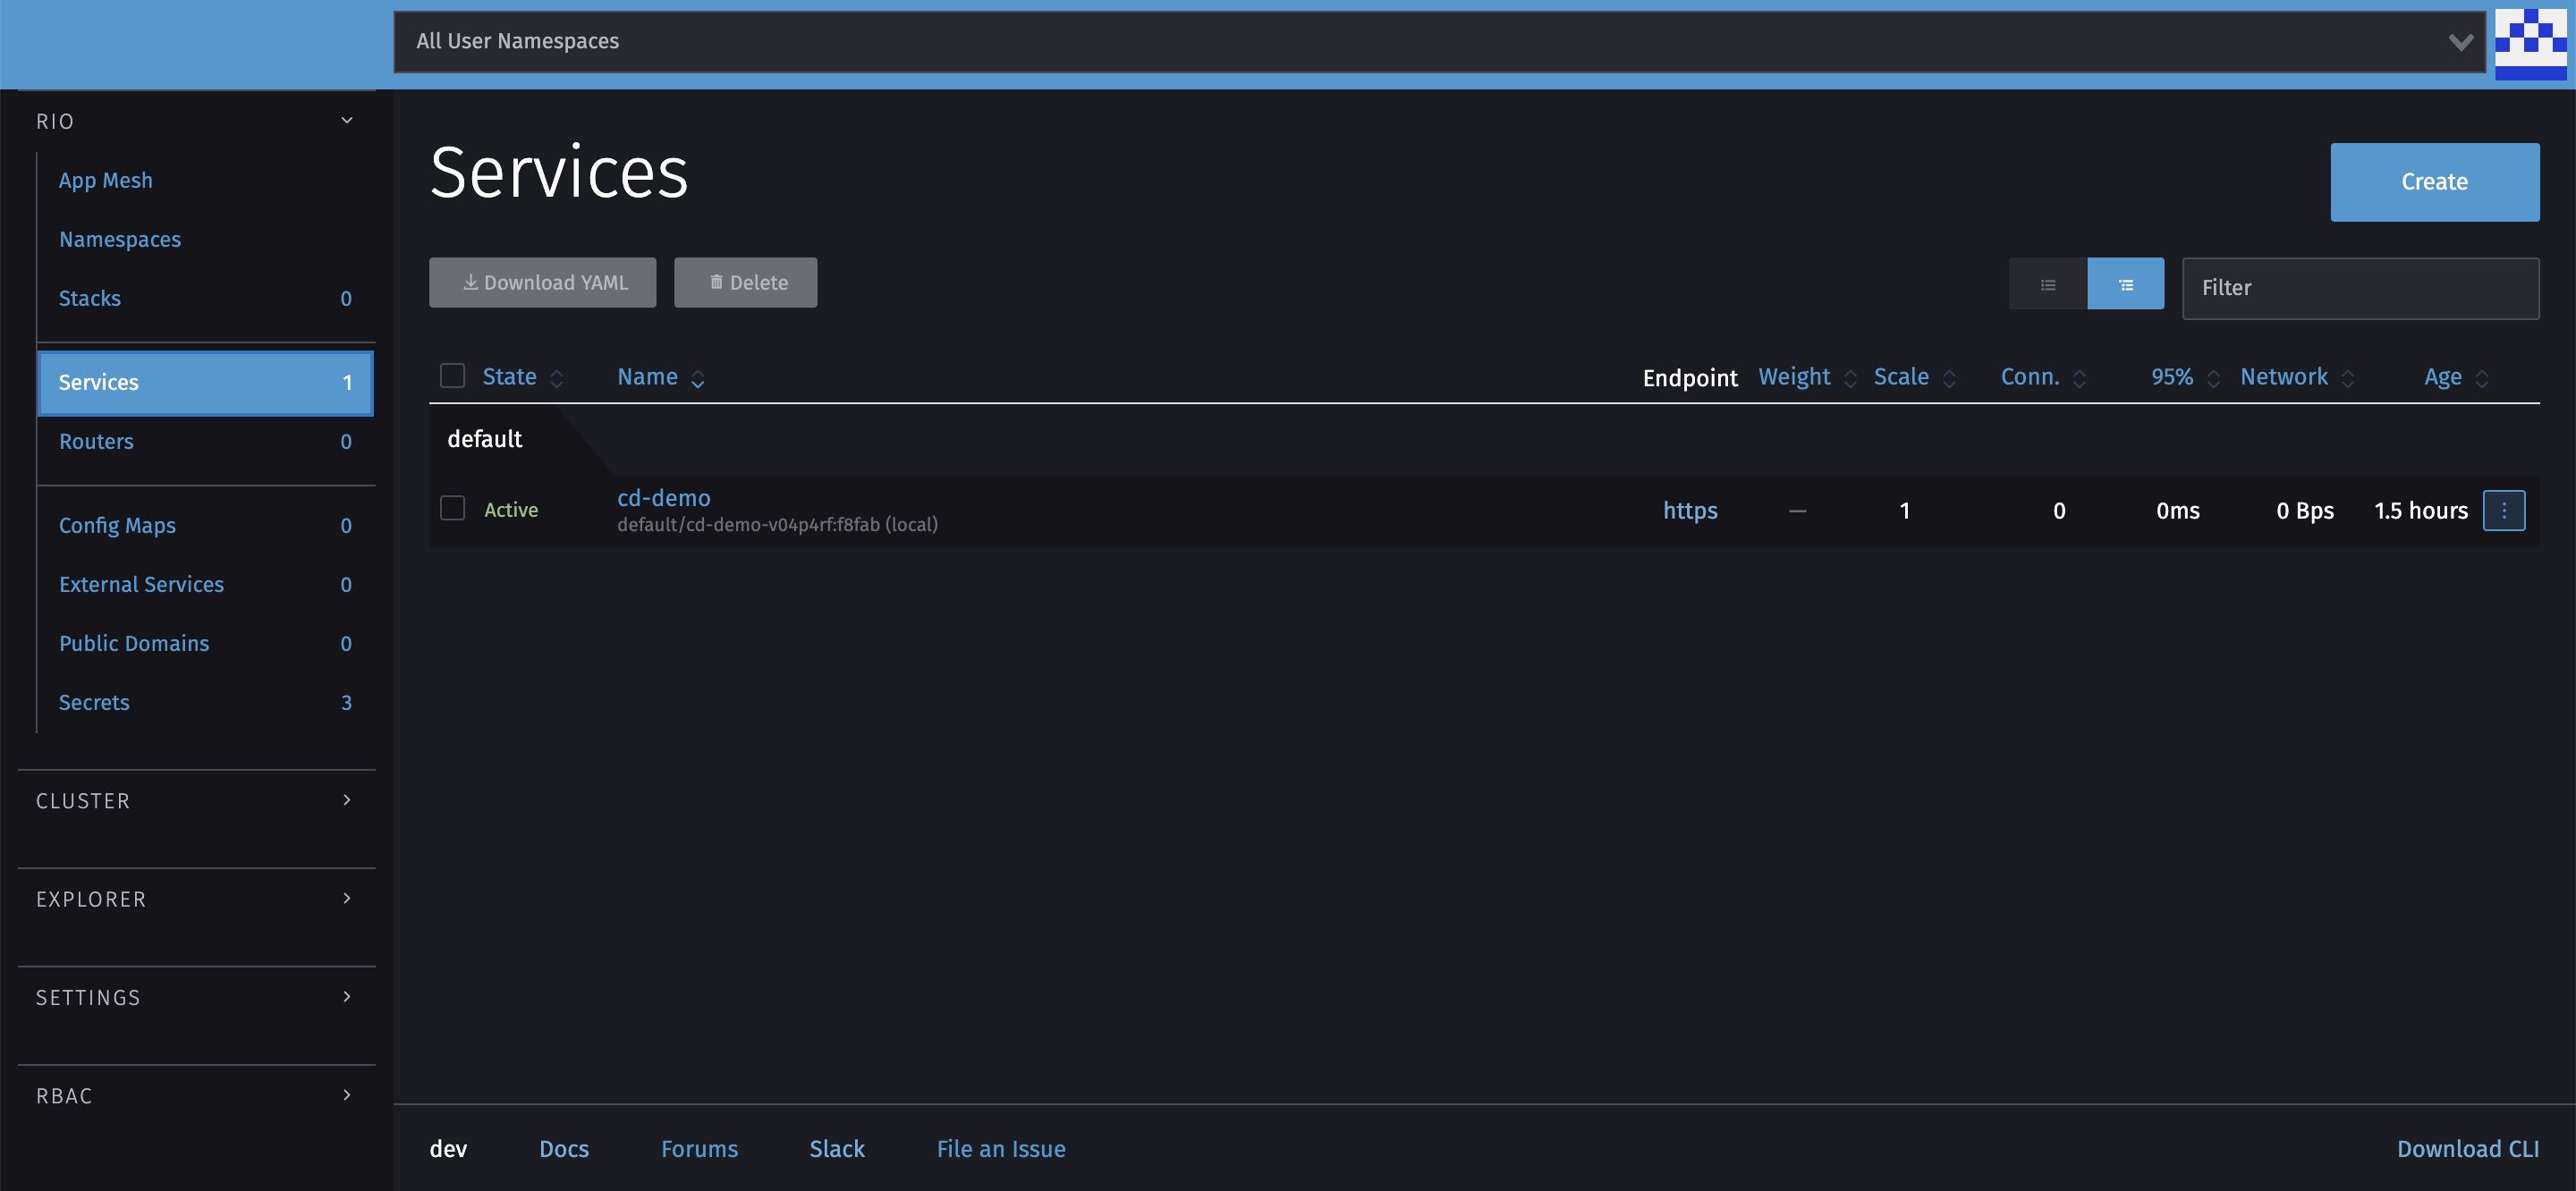 All User Namespaces
RIO
App Mesh
Namespaces
Stacks 0
Services 1
Routers 0
Config Maps 0
External Services 0
Public Domains 0
Secrets 3
CLUSTER
EXPLORER
SETTINGS
RBAC
Services
Create
Download YAML Delete
Filter
State Name Endpoint Weight Scale Conn. 95% Network Age
default
Active cd-demo https — 1 0 0ms 0 Bps 1.5 hours
default/cd-demo-v04p4rf:f8fab (local)
dev Docs Forums Slack File an Issue Download CLI